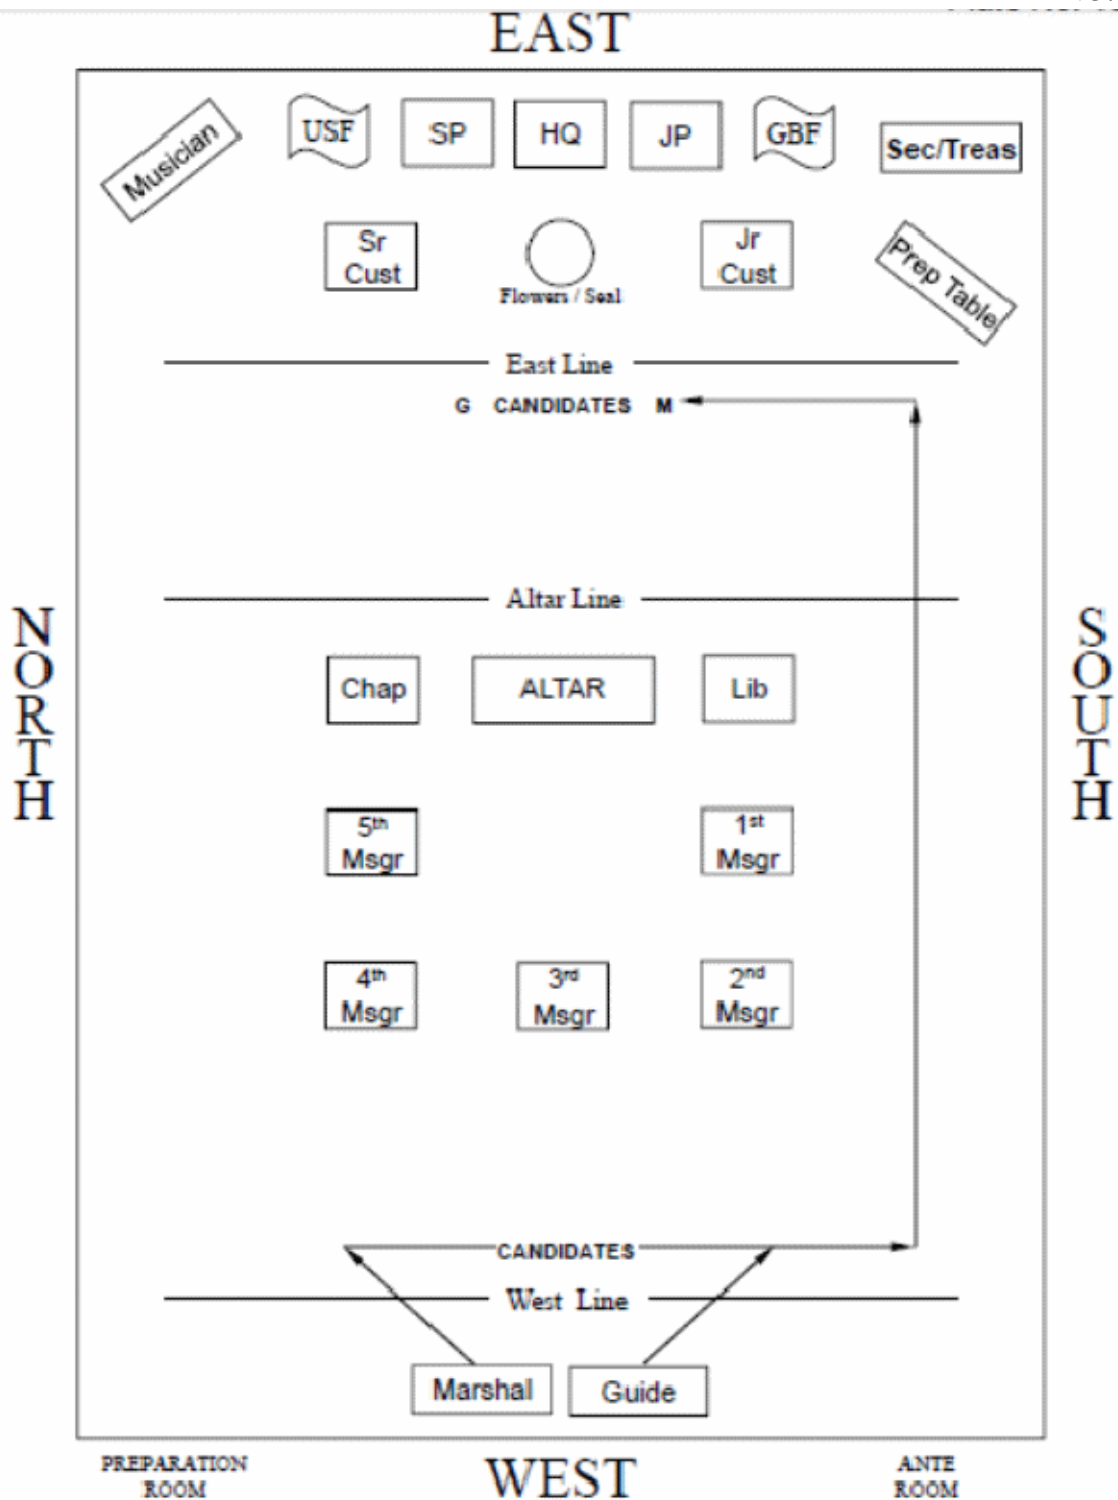 EAST
Musician
USF
SP
HQ
JP
GBF
Sec/Treas
Sr
Cust
Flowers / Seal
Jr
Cust
Prep Table
East Line
G CANDIDATES M
Altar Line
NORTH
SOUTH
Chap
ALTAR
Lib
5th
Msgr
1st
Msgr
4th
Msgr
3rd
Msgr
2nd
Msgr
CANDIDATES
West Line
Marshal
Guide
PREPARATION
ROOM
WEST
ANTE
ROOM